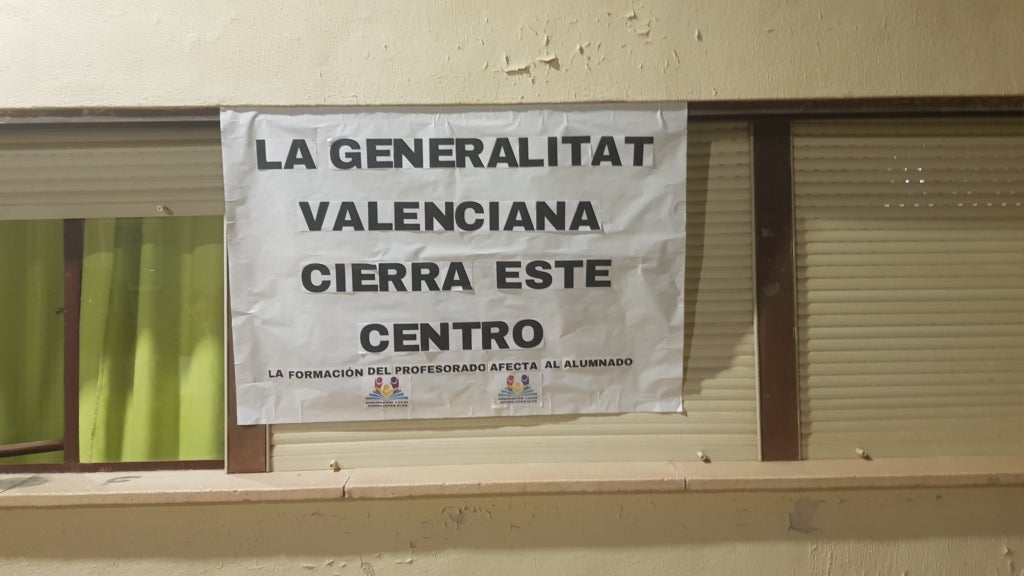 LA GENERALITAT
VALENCIANA
CIERRA ESTE
CENTRO
LA FORMACIÓN DEL PROFESORADO AFECTA AL ALUMNADO